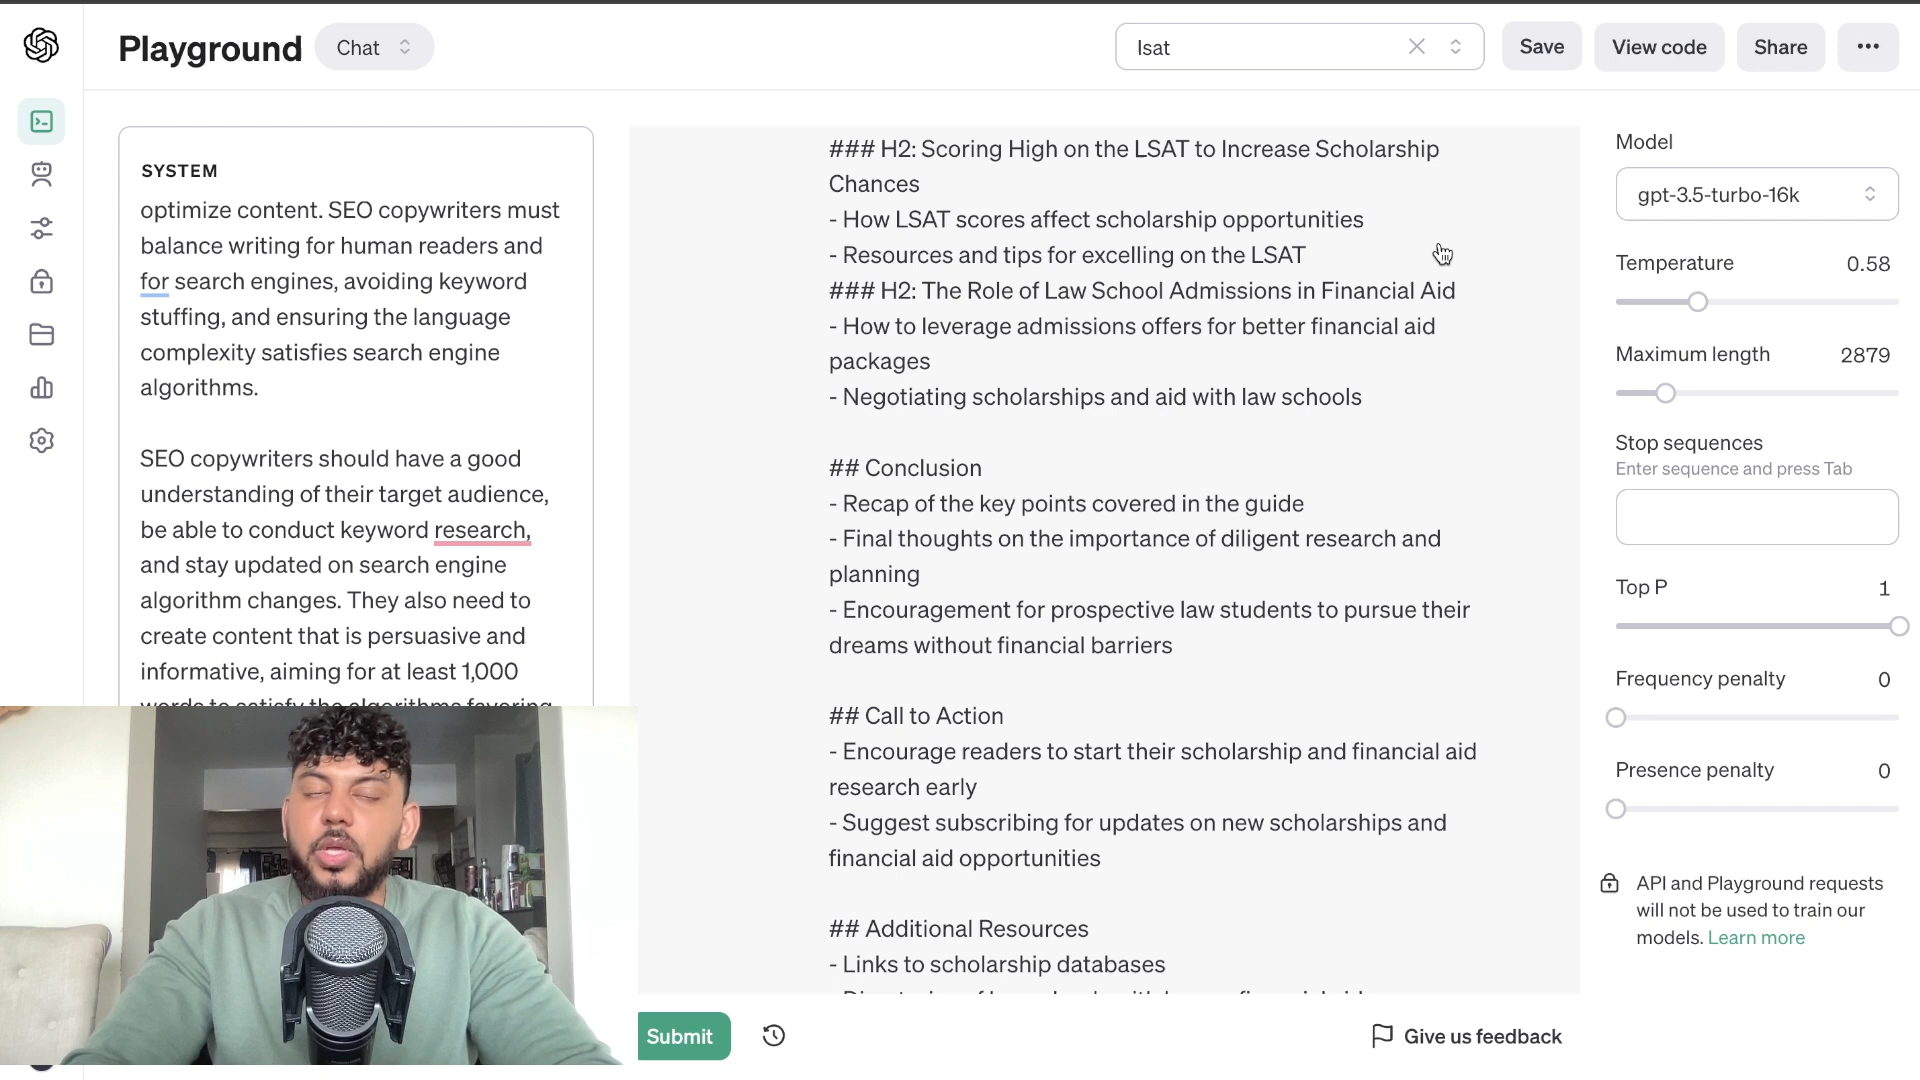 Playground
Chat
lsat
Save
View code
Share
SYSTEM
optimize content. SEO copywriters must
balance writing for human readers and
for search engines, avoiding keyword
stuffing, and ensuring the language
complexity satisfies search engine
algorithms.
SEO copywriters should have a good
understanding of their target audience,
be able to conduct keyword research,
and stay updated on search engine
algorithm changes. They also need to
create content that is persuasive and
informative, aiming for at least 1,000
words to satisfy the algorithms favoring
### H2: Scoring High on the LSAT to Increase Scholarship
Chances
- How LSAT scores affect scholarship opportunities
- Resources and tips for excelling on the LSAT
### H2: The Role of Law School Admissions in Financial Aid
- How to leverage admissions offers for better financial aid
packages
- Negotiating scholarships and aid with law schools
## Conclusion
- Recap of the key points covered in the guide
- Final thoughts on the importance of diligent research and
planning
- Encouragement for prospective law students to pursue their
dreams without financial barriers
## Call to Action
- Encourage readers to start their scholarship and financial aid
research early
- Suggest subscribing for updates on new scholarships and
financial aid opportunities
## Additional Resources
- Links to scholarship databases
Submit
Give us feedback
Model
gpt-3.5-turbo-16k
Temperature 0.58
Maximum length 2879
Stop sequences
Enter sequence and press Tab
Top P 1
Frequency penalty 0
Presence penalty 0
API and Playground requests
will not be used to train our
models. Learn more